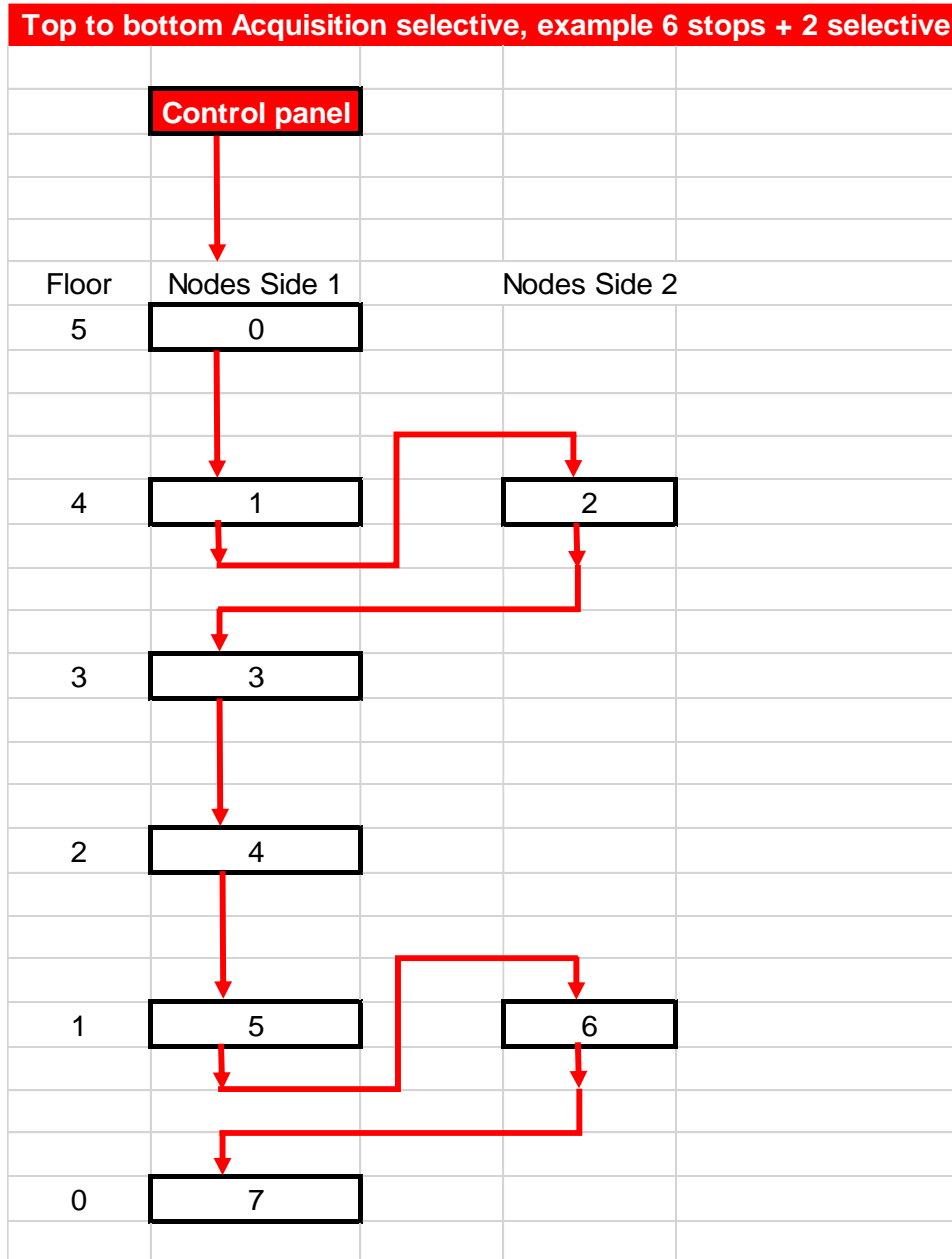 Top to bottom Acquisition selective, example 6 stops + 2 selective
Control panel
Floor Nodes Side 1 Nodes Side 2
5 0
4 1 2
3 3
2 4
1 5 6
0 7